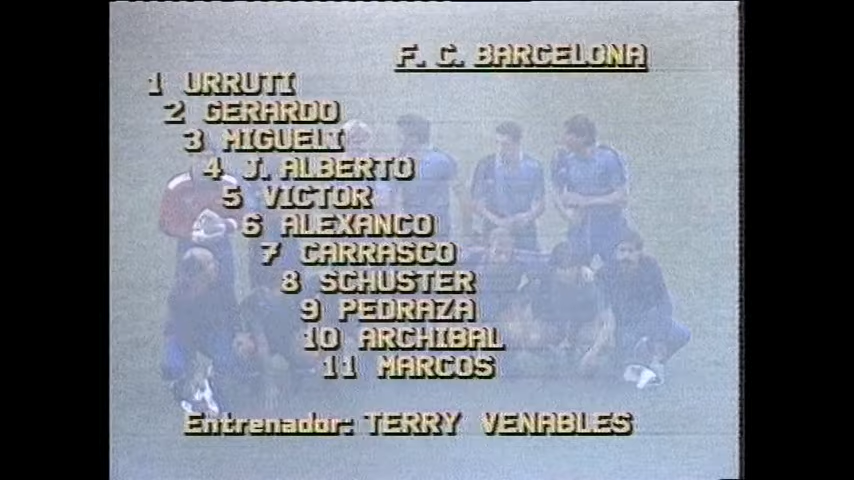 F. C. BARCELONA
1 URRUTI
2 GERARDO
3 MIGUELI
4 J. ALBERTO
5 VICTOR
6 ALEXANCO
7 CARRASCO
8 SCHUSTER
9 PEDRAZA
10 ARCHIBAL
11 MARCOS
Entrenador: TERRY VENABLES